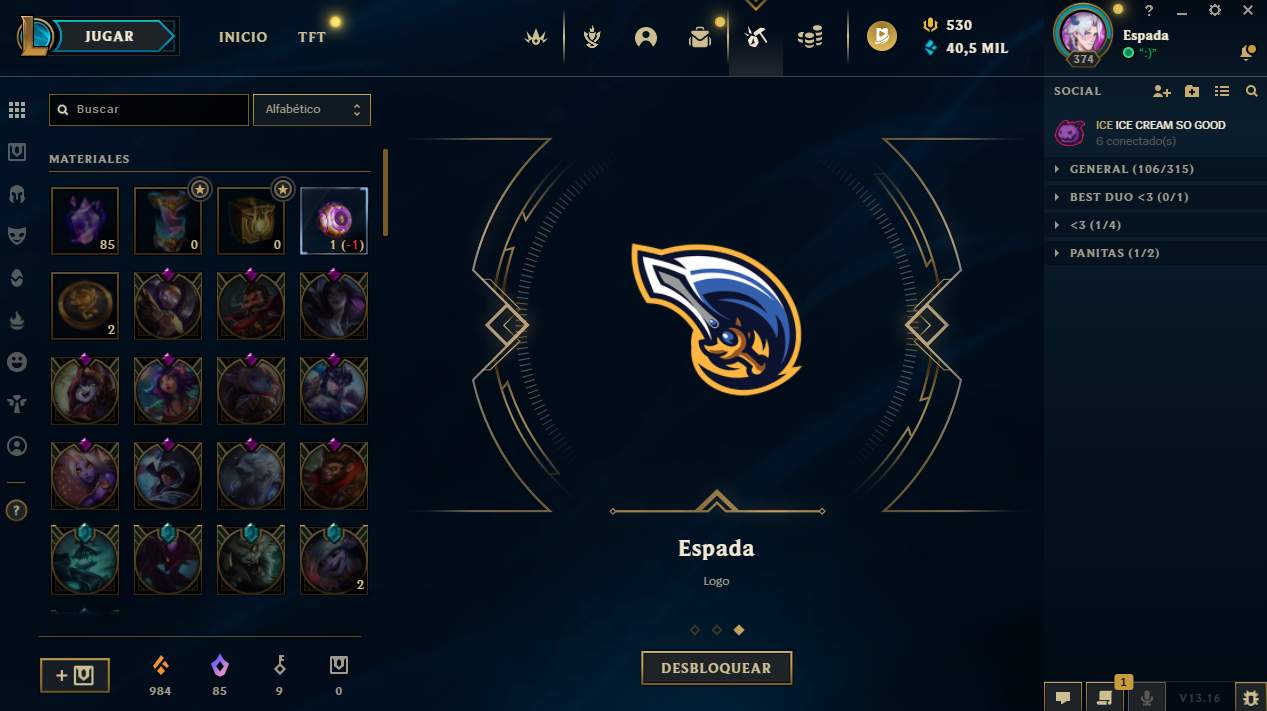 JUGAR
INICIO
TFT
530
40,5 MIL
?
Espada
374
":)"
Buscar
Alfabético
SOCIAL
ICE ICE CREAM SO GOOD
6 conectado(s)
GENERAL (106/315)
BEST DUO <3 (0/1)
<3 (1/4)
PANITAS (1/2)
MATERIALES
85
0
0
1 (-1)
2
2
?
Espada
Logo
DESBLOQUEAR
+
984
85
9
0
1
V13.16